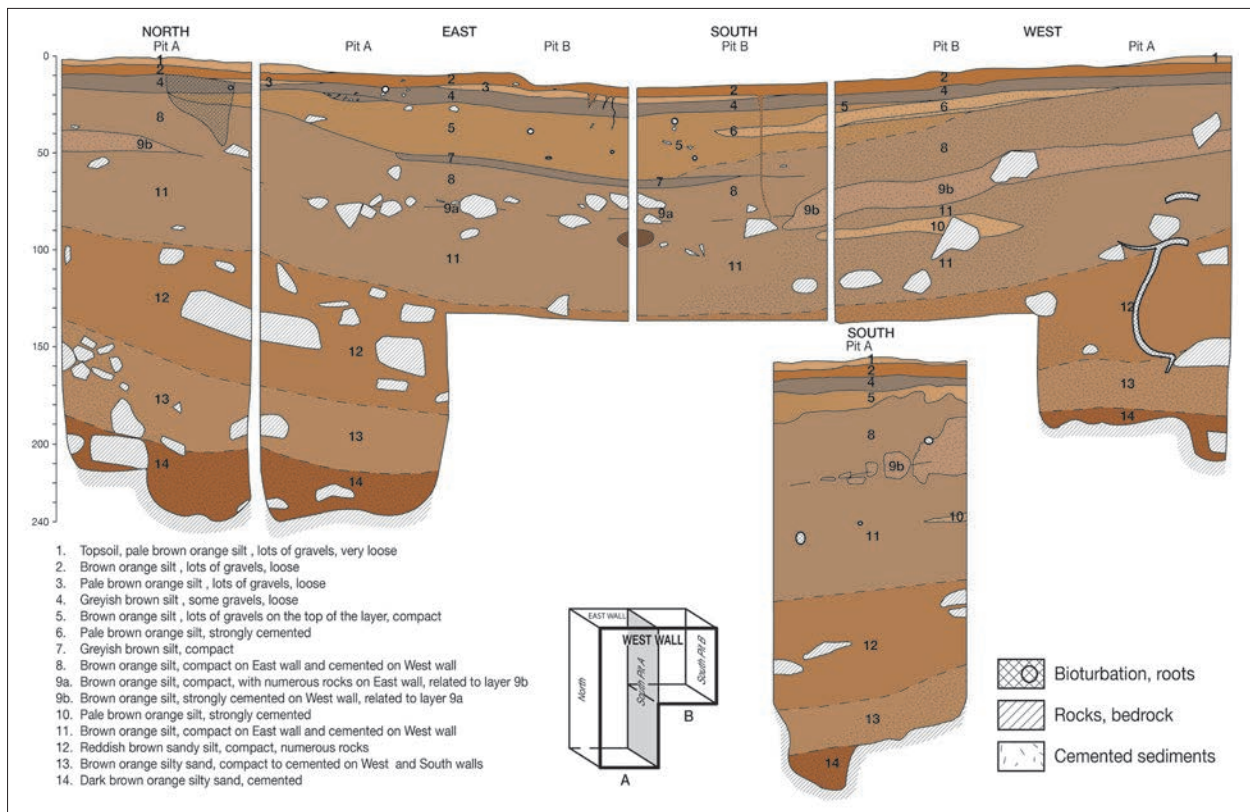 NORTH EAST SOUTH WEST
Pit A Pit A Pit B Pit B Pit B Pit A
0
50
100
150
200
240
1
2
4
8
9b
11
12
13
14
3
4
5
7
8
9a
11
12
13
14
2
3
4
2
4
6
5
7
8
9a
9b
11
2
4
5
6
8
9b
11
10
11
1
12
13
14
SOUTH
Pit A
1
2
4
5
8
9b
10
11
12
13
14
1. Topsoil, pale brown orange silt , lots of gravels, very loose
2. Brown orange silt, lots of gravels, loose
3. Pale brown orange silt , lots of gravels, loose
4. Greyish brown silt , some gravels, loose
5. Brown orange silt , lots of gravels on the top of the layer, compact
6. Pale brown orange silt, strongly cemented
7. Greyish brown silt, compact
8. Brown orange silt, compact on East wall and cemented on West wall
9a. Brown orange silt, compact, with numerous rocks on East wall, related to layer 9b
9b. Brown orange silt, strongly cemented on West wall, related to layer 9a
10. Pale brown orange silt, strongly cemented
11. Brown orange silt, compact on East wall and cemented on West wall
12. Reddish brown sandy silt, compact, numerous rocks
13. Brown orange silty sand, compact to cemented on West and South walls
14. Dark brown orange silty sand, cemented
EAST WALL
WEST WALL
North
South Pit A
South Pit B
B
A
Bioturbation, roots
Rocks, bedrock
Cemented sediments